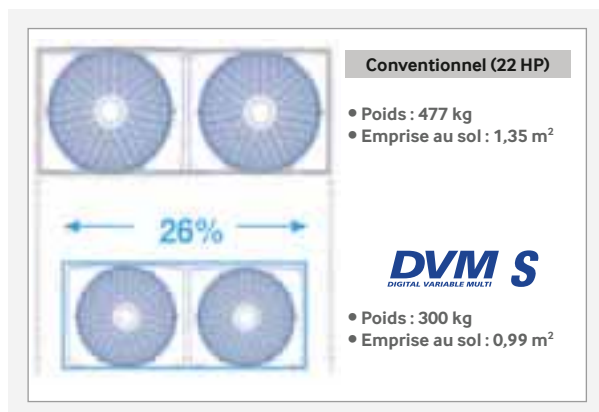 Conventionnel (22 HP)
• Poids : 477 kg
• Emprise au sol : 1,35 m²
26%
DVM S
DIGITAL VARIABLE MULTI
• Poids : 300 kg
• Emprise au sol : 0,99 m²